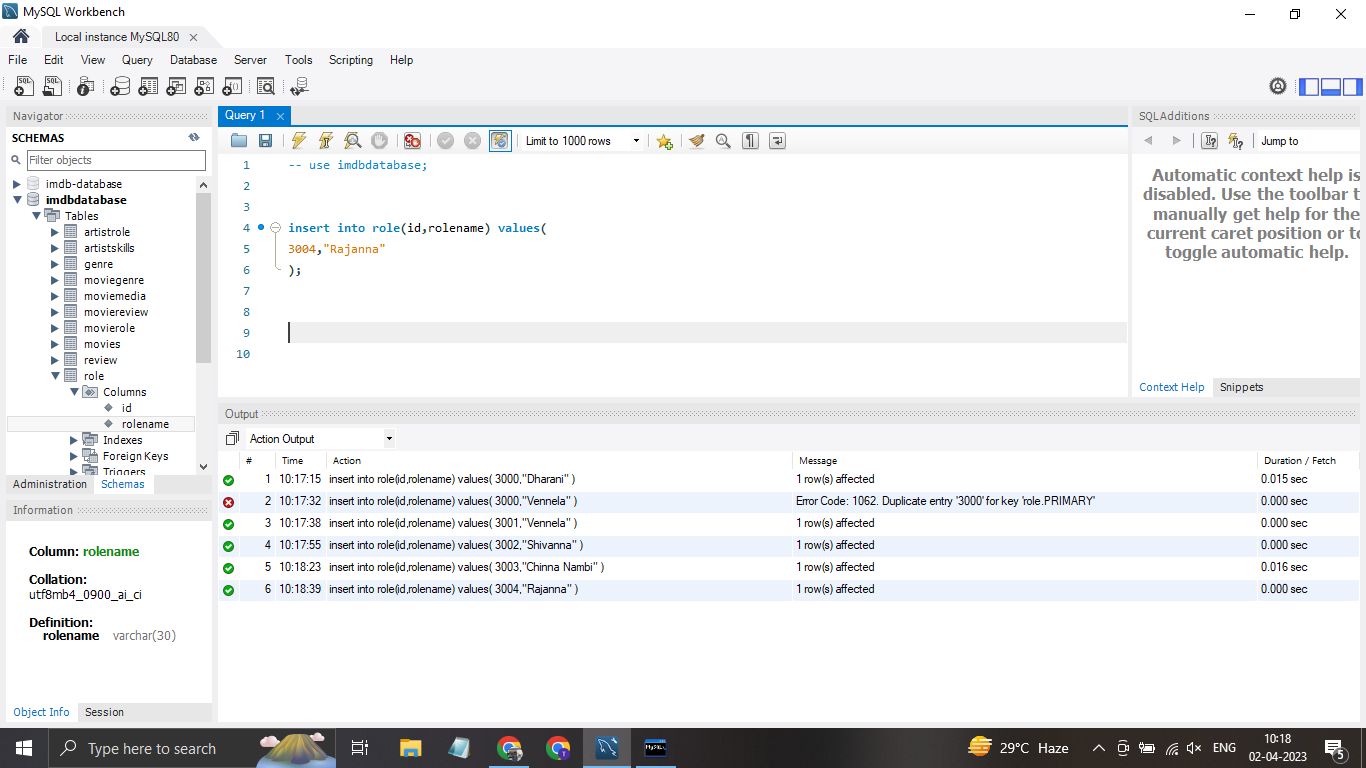 MySQL Workbench
Local instance MySQL80
File Edit View Query Database Server Tools Scripting Help
Navigator
SCHEMAS
Filter objects
imdb-database
imdbdatabase
Tables
artistrole
artistskills
genre
moviegenre
moviemedia
moviereview
movierole
movies
review
role
Columns
id
rolename
Indexes
Foreign Keys
Triggers
Administration Schemas
Information
Column: rolename
Collation:
utf8mb4_0900_ai_ci
Definition:
rolename varchar(30)
Object Info Session
Query 1
Limit to 1000 rows
1 -- use imdbdatabase;
2
3
4 insert into role(id,rolename) values(
5 3004,"Rajanna"
6 );
7
8
9
10
SQLAdditions
Jump to
Automatic context help is
disabled. Use the toolbar t
manually get help for the
current caret position or to
toggle automatic help.
Context Help Snippets
Output
Action Output
# Time Action Message Duration / Fetch
1 10:17:15 insert into role(id,rolename) values( 3000,"Dharani" ) 1 row(s) affected 0.015 sec
2 10:17:32 insert into role(id,rolename) values( 3000,"Vennela" ) Error Code: 1062. Duplicate entry '3000' for key 'role.PRIMARY' 0.000 sec
3 10:17:38 insert into role(id,rolename) values( 3001,"Vennela" ) 1 row(s) affected 0.000 sec
4 10:17:55 insert into role(id,rolename) values( 3002,"Shivanna" ) 1 row(s) affected 0.000 sec
5 10:18:23 insert into role(id,rolename) values( 3003,"Chinna Nambi" ) 1 row(s) affected 0.016 sec
6 10:18:39 insert into role(id,rolename) values( 3004,"Rajanna" ) 1 row(s) affected 0.000 sec
Type here to search
29°C Haze
ENG
10:18
02-04-2023
5